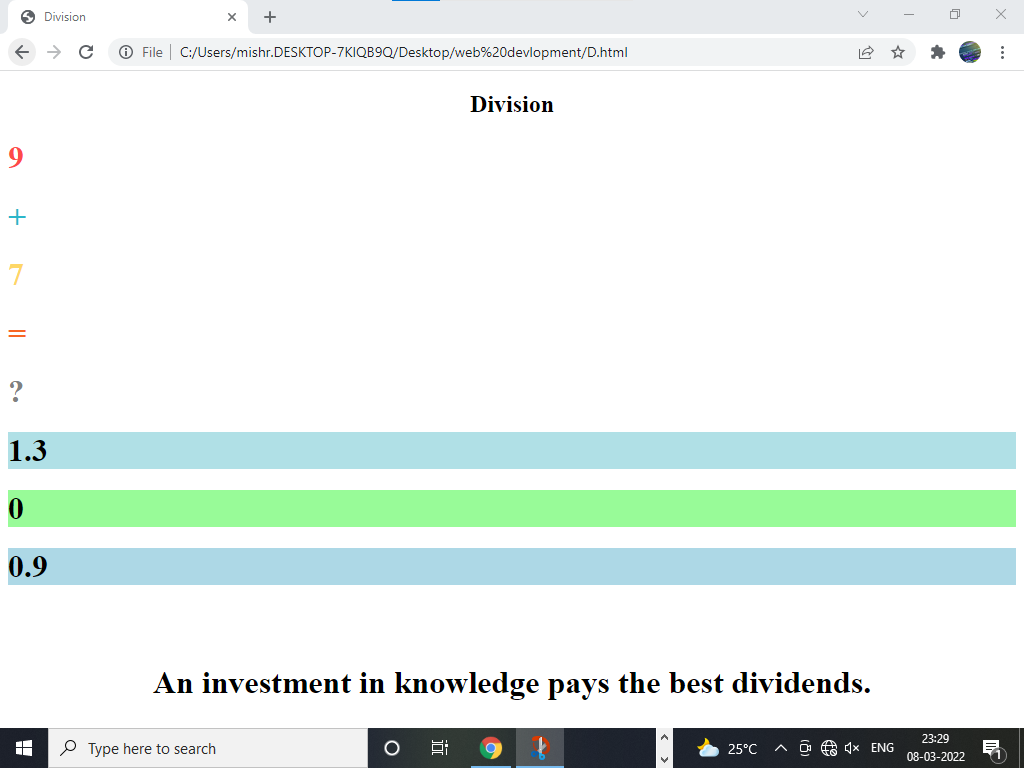 Division
File
C:/Users/mishr.DESKTOP-7KIQB9Q/Desktop/web%20devlopment/D.html
Division
9
+
7
=
?
1.3
0
0.9
An investment in knowledge pays the best dividends.
Type here to search
25°C
ENG
23:29
08-03-2022
1